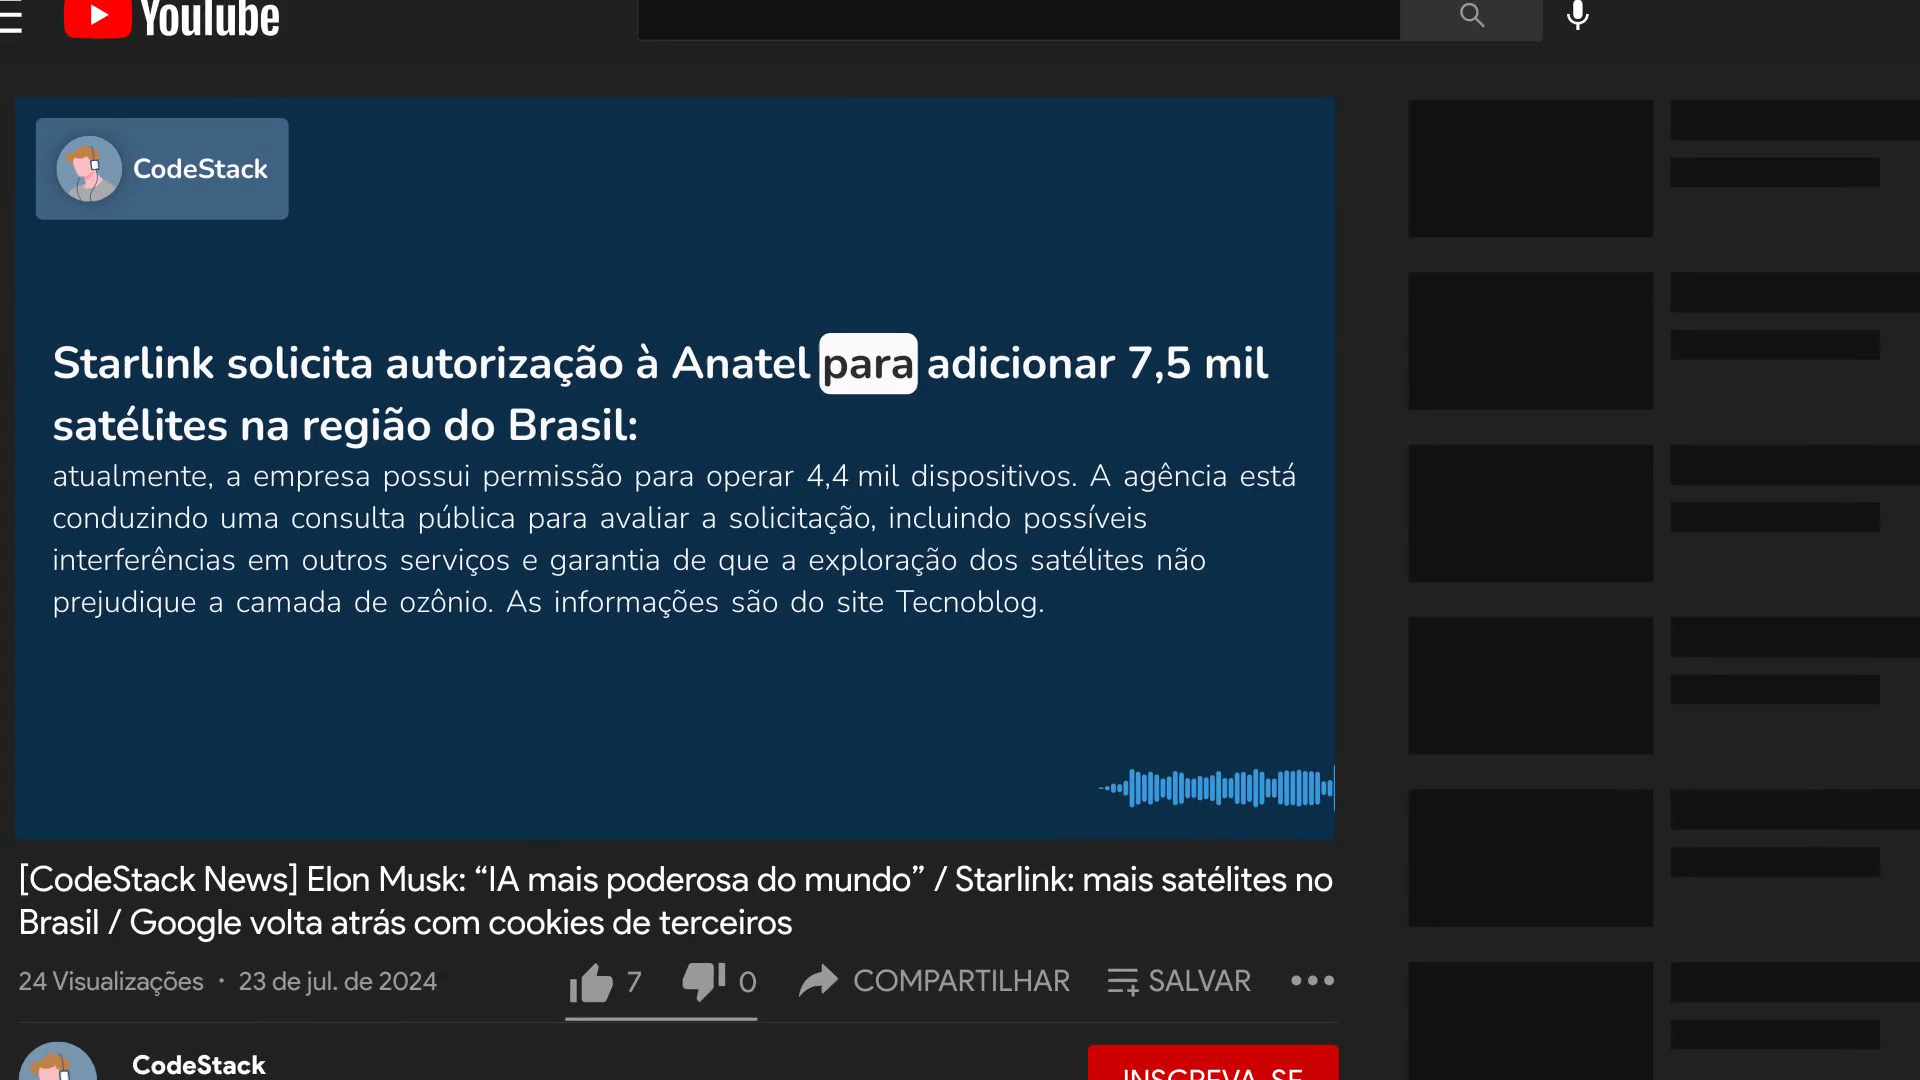 YouTube
CodeStack
Starlink solicita autorização à Anatel para adicionar 7,5 mil
satélites na região do Brasil:
atualmente, a empresa possui permissão para operar 4,4 mil dispositivos. A agência está
conduzindo uma consulta pública para avaliar a solicitação, incluindo possíveis
interferências em outros serviços e garantia de que a exploração dos satélites não
prejudique a camada de ozônio. As informações são do site Tecnoblog.
[CodeStack News] Elon Musk: “IA mais poderosa do mundo” / Starlink: mais satélites no
Brasil / Google volta atrás com cookies de terceiros
24 Visualizações · 23 de jul. de 2024 7 0 COMPARTILHAR SALVAR
CodeStack
INSCREVA-SE